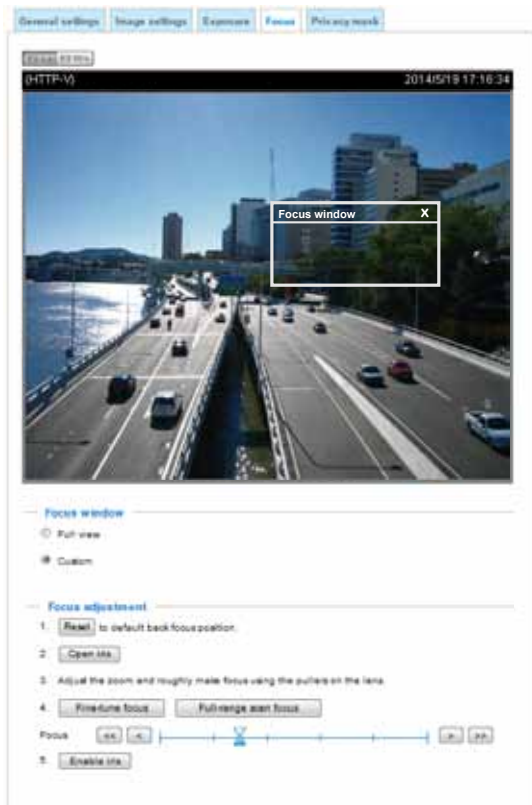 General settings Image settings Exposure Focus Privacy mask
(HTTP-V) 2014/5/19 17:16:34
Focus window X
Focus window
Full view
Custom
Focus adjustment
1. Reset to default back focus position.
2. Open iris
3. Adjust the zoom and roughly make focus using the pullers on the lens.
4. Fine-tune focus Full-range scan focus
Focus << < > >>
5. Enable iris